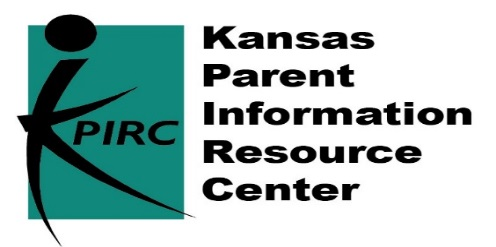 KPIRC
Kansas
Parent
Information
Resource
Center